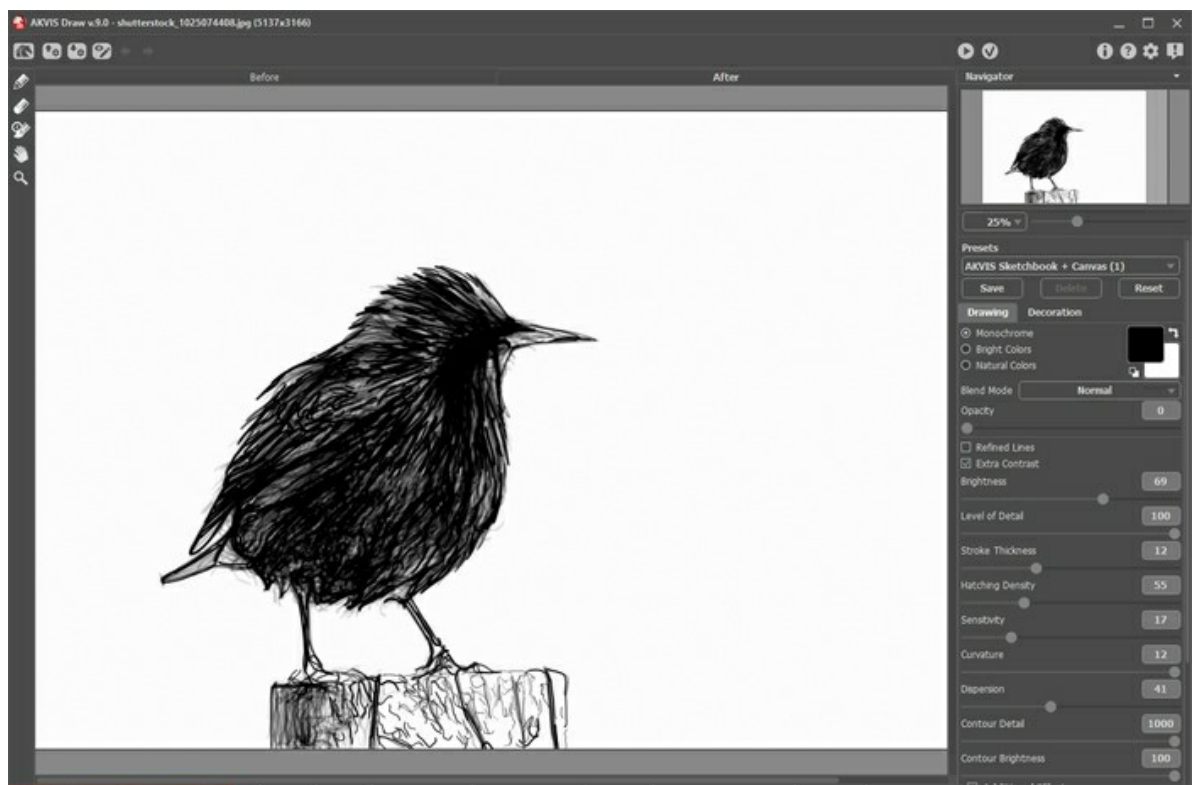 AKVIS Draw v.9.0 - shutterstock_1025074408.jpg (5137x3166)
Before
After
Navigator
25%
Presets
AKVIS Sketchbook + Canvas (1)
Save
Delete
Reset
Drawing
Decoration
Monochrome
Bright Colors
Natural Colors
Blend Mode
Normal
Opacity
0
Refined Lines
Extra Contrast
Brightness
69
Level of Detail
100
Stroke Thickness
12
Hatching Density
55
Sensitivity
17
Curvature
12
Dispersion
41
Contour Detail
1000
Contour Brightness
100